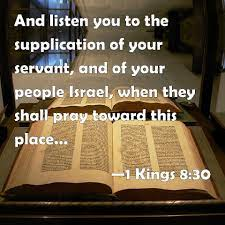 And listen you to the
supplication of your
servant, and of your
people Israel, when they
shall pray toward this
place...
—1 Kings 8:30